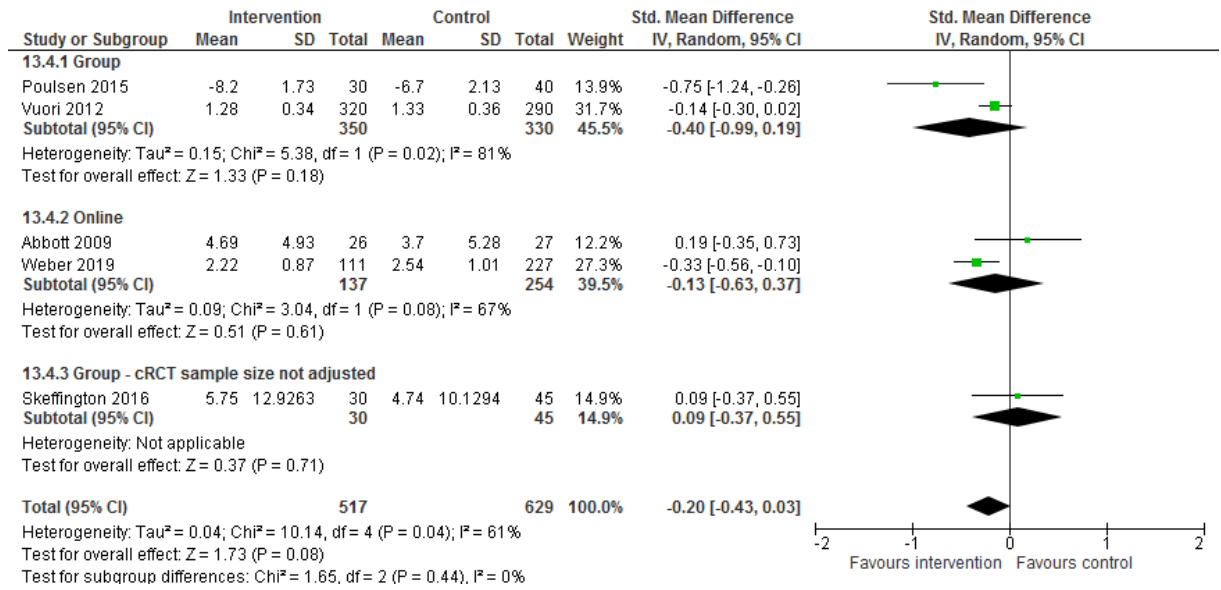 Intervention Control Std. Mean Difference Std. Mean Difference
Study or Subgroup Mean SD Total Mean SD Total Weight IV, Random, 95% CI IV, Random, 95% CI
13.4.1 Group
Poulsen 2015 -8.2 1.73 30 -6.7 2.13 40 13.9% -0.75 [-1.24, -0.26]
Vuori 2012 1.28 0.34 320 1.33 0.36 290 31.7% -0.14 [-0.30, 0.02]
Subtotal (95% CI) 350 330 45.5% -0.40 [-0.99, 0.19]
Heterogeneity: Tau² = 0.15; Chi² = 5.38, df = 1 (P = 0.02); I² = 81%
Test for overall effect: Z = 1.33 (P = 0.18)
13.4.2 Online
Abbott 2009 4.69 4.93 26 3.7 5.28 27 12.2% 0.19 [-0.35, 0.73]
Weber 2019 2.22 0.87 111 2.54 1.01 227 27.3% -0.33 [-0.56, -0.10]
Subtotal (95% CI) 137 254 39.5% -0.13 [-0.63, 0.37]
Heterogeneity: Tau² = 0.09; Chi² = 3.04, df = 1 (P = 0.08); I² = 67%
Test for overall effect: Z = 0.51 (P = 0.61)
13.4.3 Group - cRCT sample size not adjusted
Skeffington 2016 5.75 12.9263 30 4.74 10.1294 45 14.9% 0.09 [-0.37, 0.55]
Subtotal (95% CI) 30 45 14.9% 0.09 [-0.37, 0.55]
Heterogeneity: Not applicable
Test for overall effect: Z = 0.37 (P = 0.71)
Total (95% CI) 517 629 100.0% -0.20 [-0.43, 0.03]
Heterogeneity: Tau² = 0.04; Chi² = 10.14, df = 4 (P = 0.04); I² = 61%
Test for overall effect: Z = 1.73 (P = 0.08)
Test for subgroup differences: Chi² = 1.65, df = 2 (P = 0.44), I² = 0%
-2 -1 0 1 2
Favours intervention Favours control